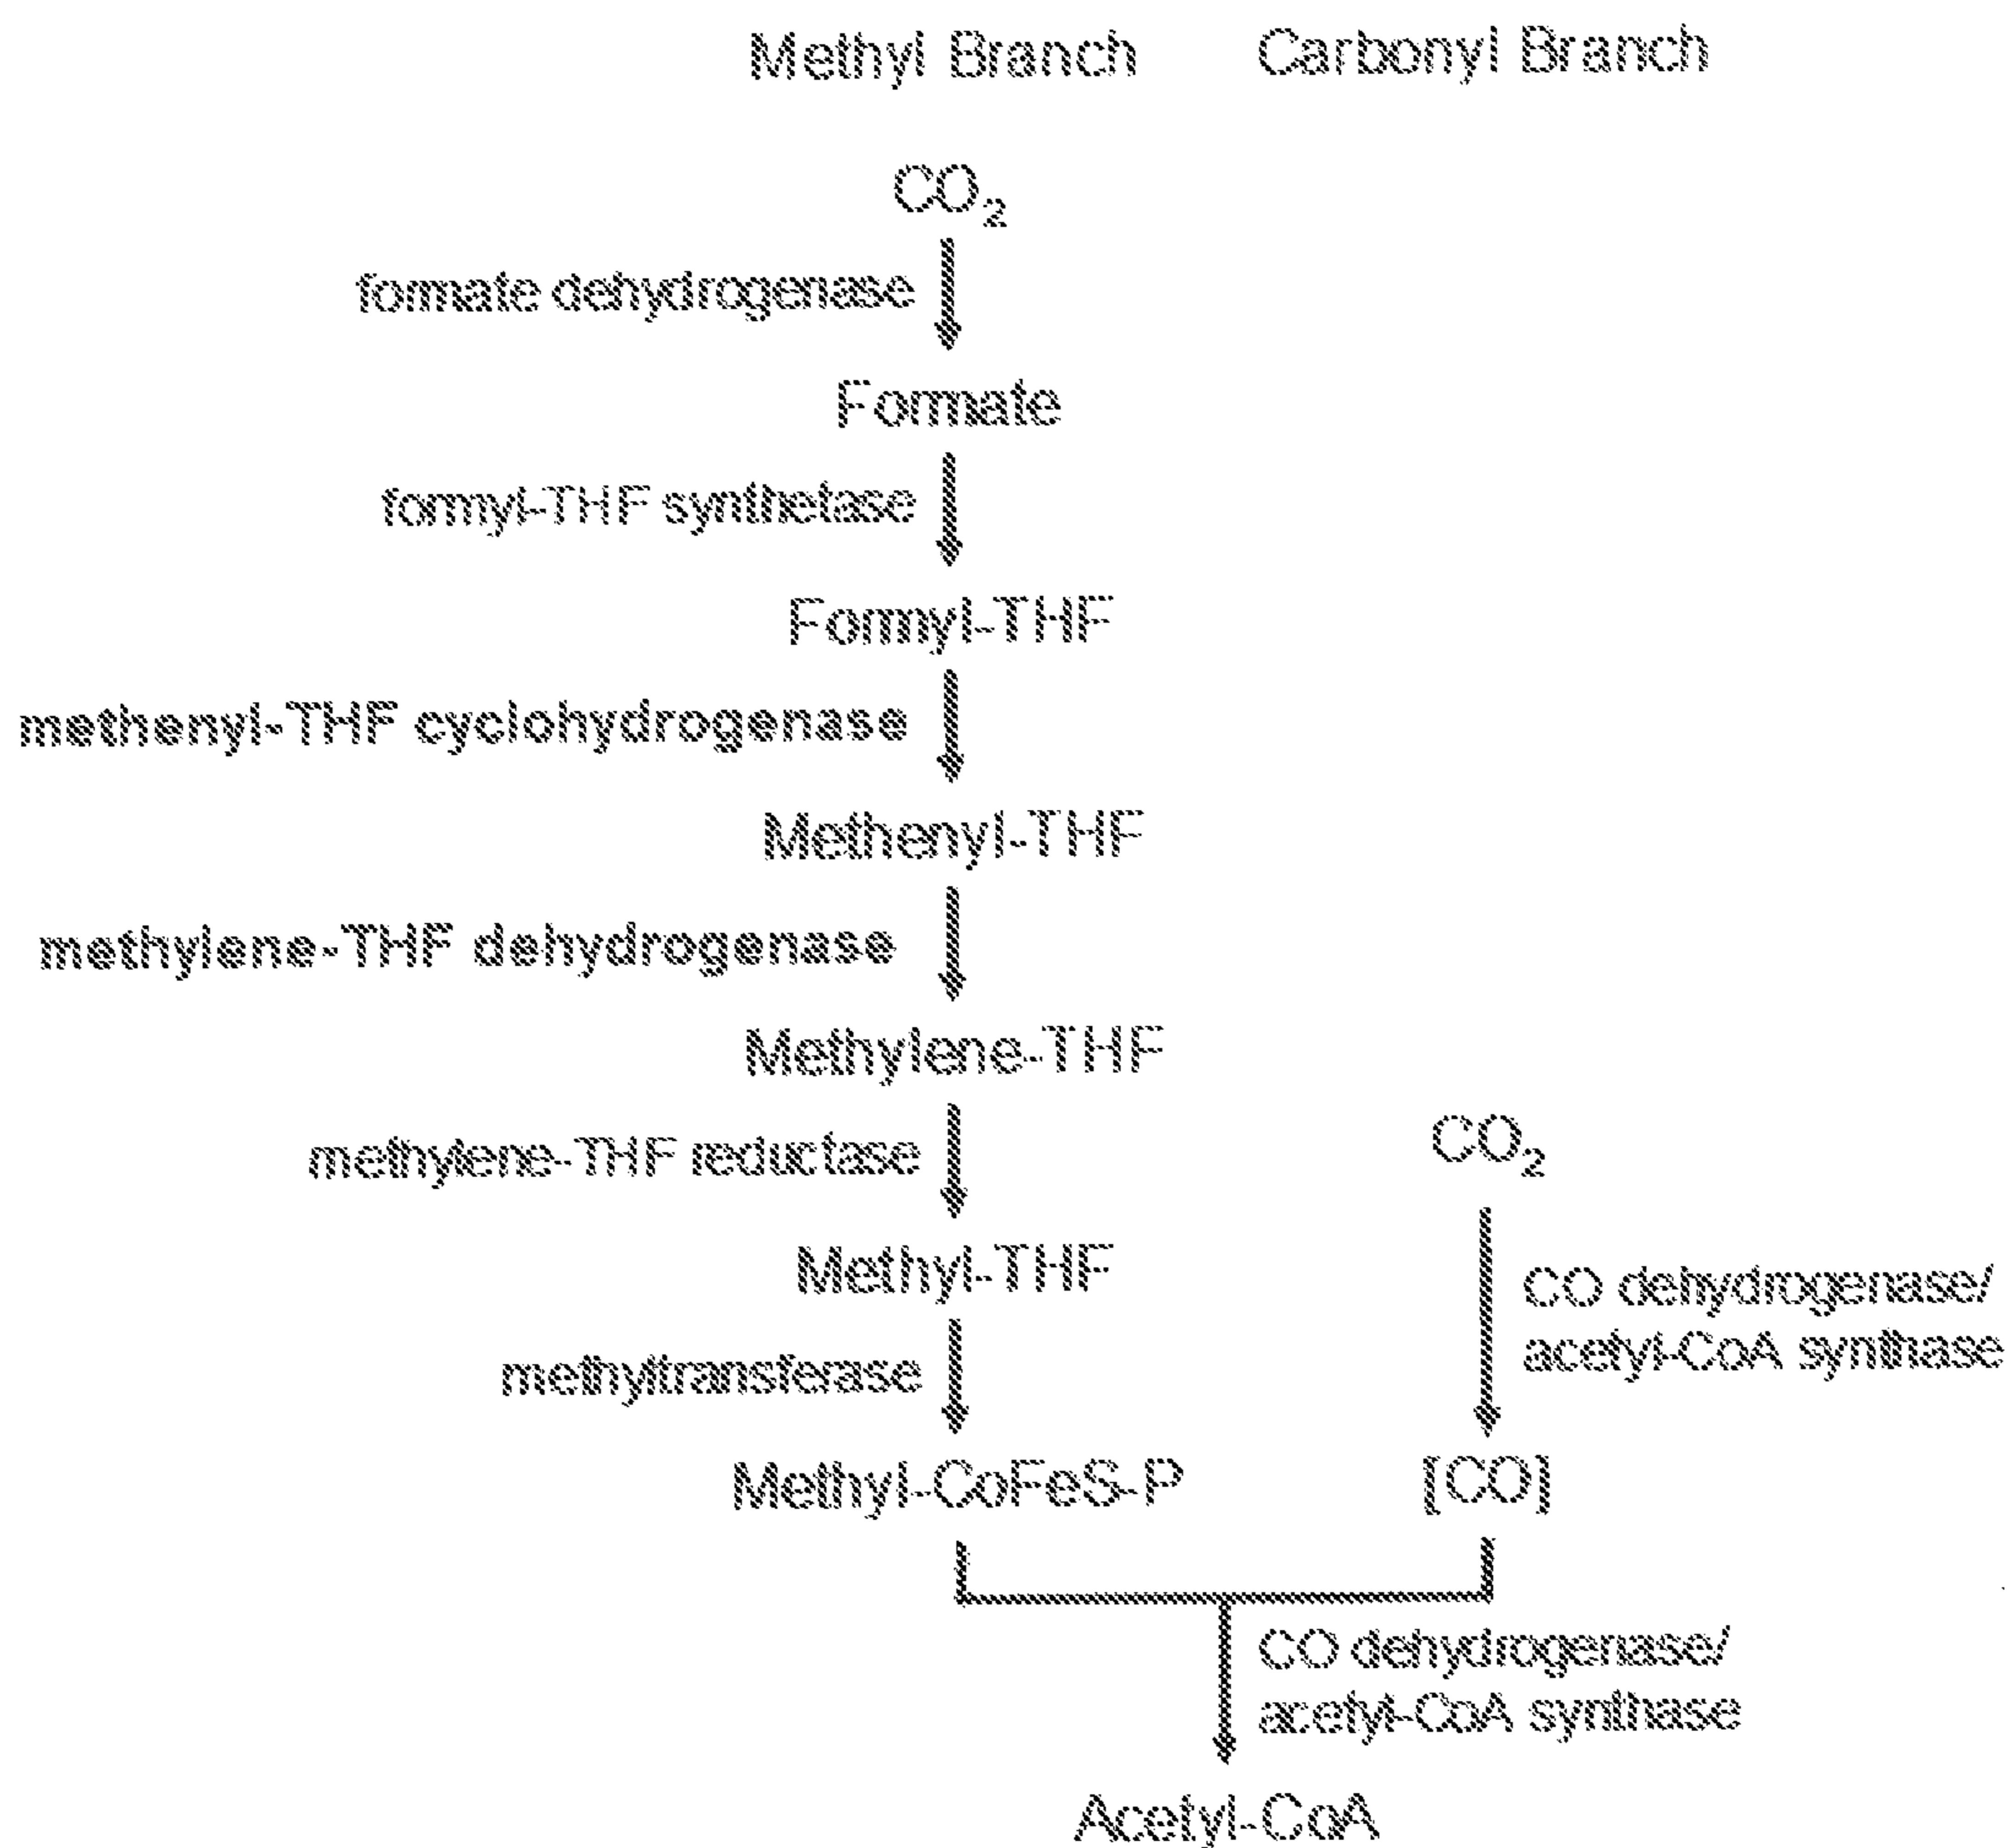 Methyl Branch Carbonyl Branch
CO₂
formate dehydrogenase
Formate
formyl-THF synthetase
Formyl-THF
methenyl-THF cyclohydrogenase
Methenyl-THF
methylene-THF dehydrogenase
Methylene-THF
methylene-THF reductase
Methyl-THF
methyltransferase
Methyl-CoFeS-P
CO₂
CO dehydrogenase/
acetyl-CoA synthase
[CO]
CO dehydrogenase/
acetyl-CoA synthase
Acetyl-CoA